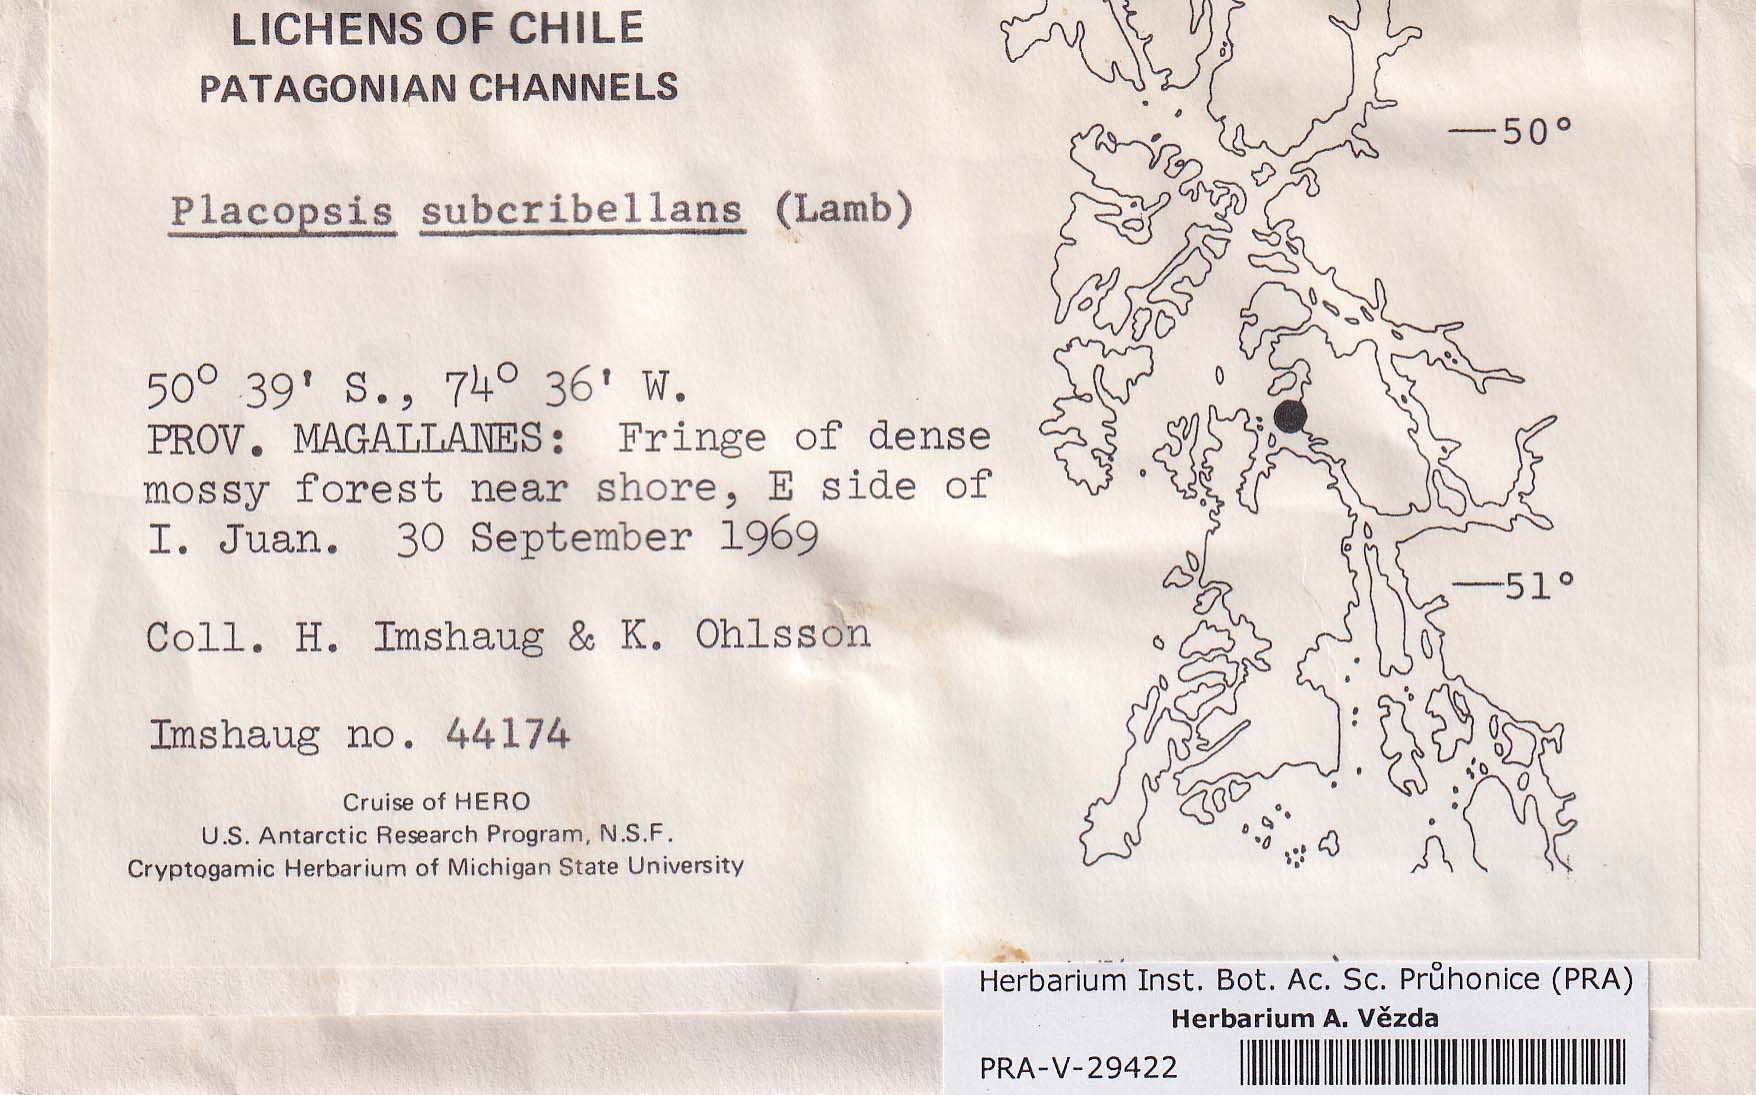 LICHENS OF CHILE
PATAGONIAN CHANNELS
Placopsis subcribellans (Lamb)
50° 39' S., 74° 36' W.
PROV. MAGALLANES: Fringe of dense
mossy forest near shore, E side of
I. Juan. 30 September 1969
Coll. H. Imshaug & K. Ohlsson
Imshaug no. 44174
Cruise of HERO
U.S. Antarctic Research Program, N.S.F.
Cryptogamic Herbarium of Michigan State University
—50°
—51°
Herbarium Inst. Bot. Ac. Sc. Průhonice (PRA)
Herbarium A. Vězda
PRA-V-29422